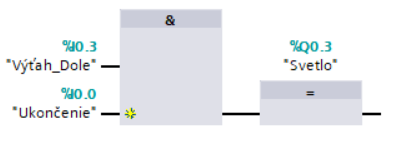 &
%I0.3
"Výťah_Dole"
%I0.0
"Ukončenie"
%Q0.3
"Svetlo"
=